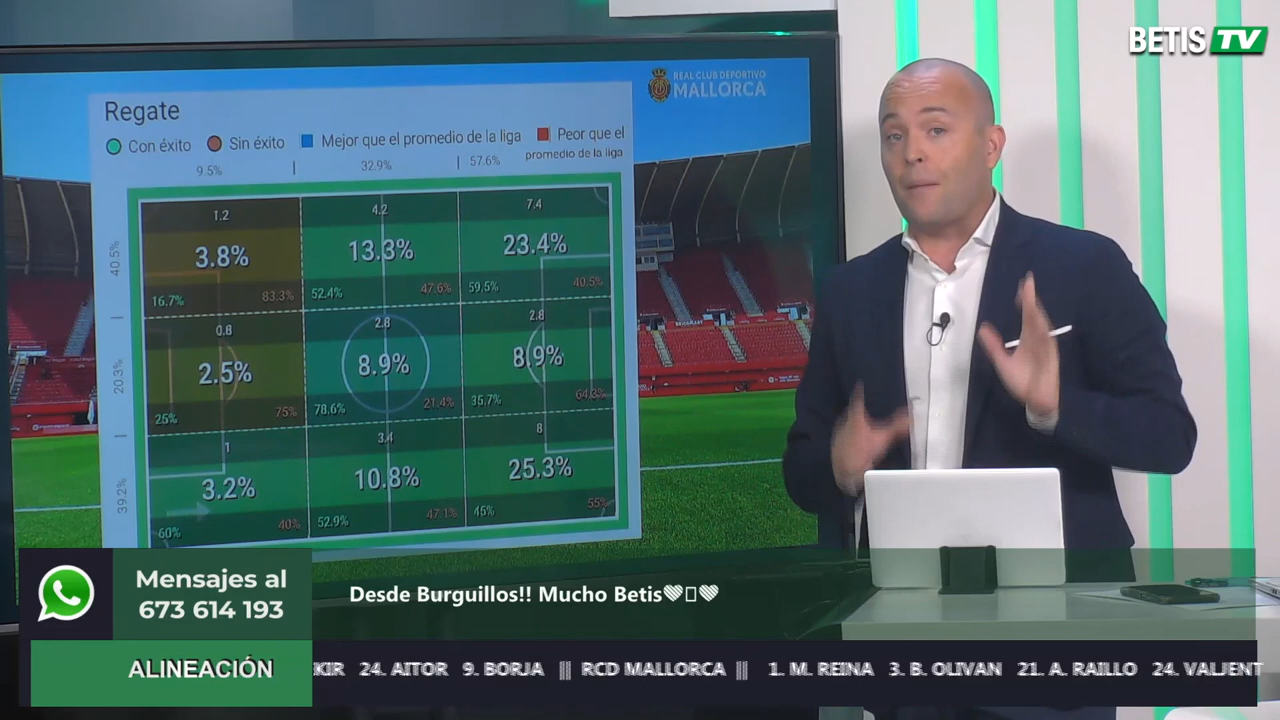 BETIS TV
REAL CLUB DEPORTIVO
MALLORCA
Regate
Con éxito Sin éxito Mejor que el promedio de la liga Peor que el
promedio de la liga
9.5% | 32.9% | 57.6%
40.5%
20.3%
39.2%
1.2 4.2 7.4
3.8% 13.3% 23.4%
16.7% 83.3% 52.4% 47.6% 59,5% 40.5%
0.8 2.8 2.8
2.5% 8.9% 8.9%
25% 75% 78.6% 21.4% 35.7% 64.3%
1 3.4 8
3.2% 10.8% 25.3%
60% 40% 52.9% 47.1% 45% 55%
Mensajes al
673 614 193
Desde Burguillos!! Mucho Betis
ALINEACIÓN
KIR 24. AITOR 9. BORJA || RCD MALLORCA || 1. M. REINA 3. B. OLIVAN 21. A. RAILLO 24. VALJENT